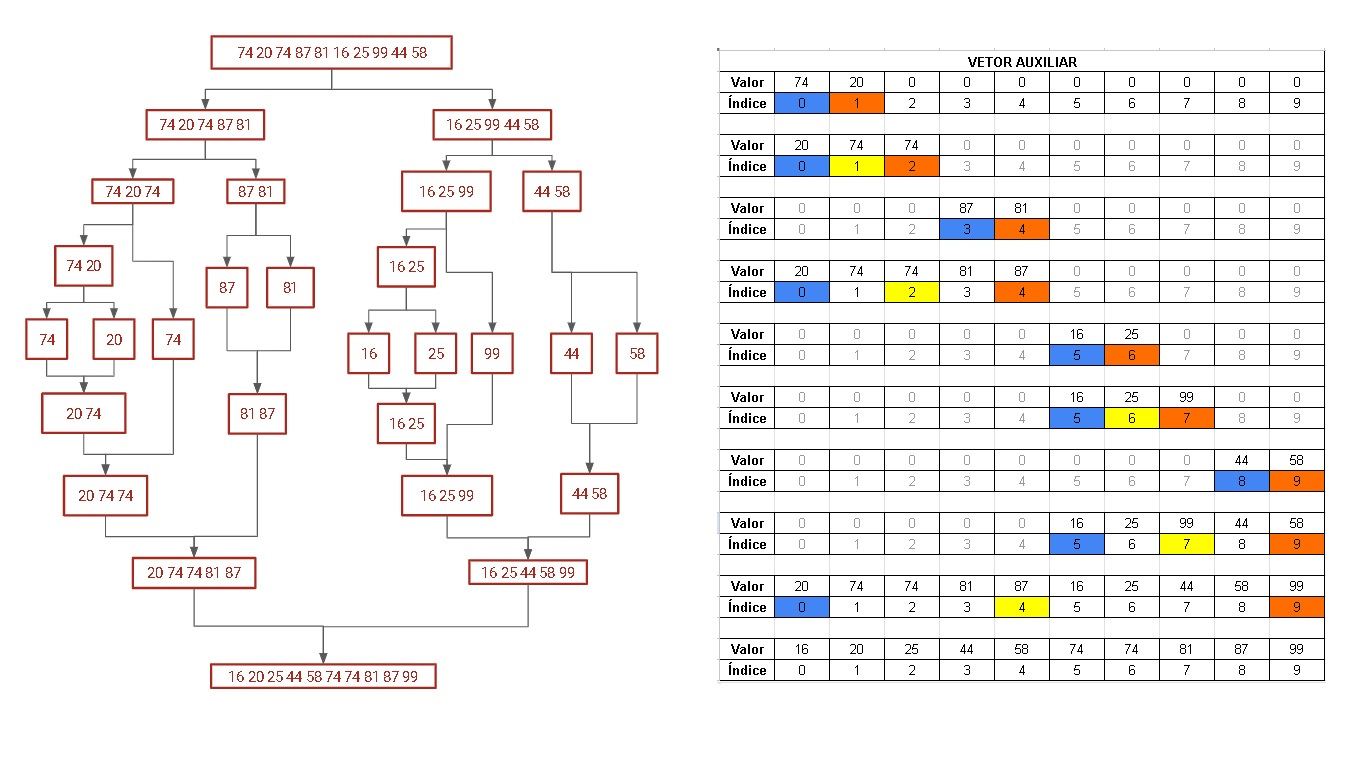 74 20 74 87 81 16 25 99 44 58
74 20 74 87 81
16 25 99 44 58
74 20 74
87 81
16 25 99
44 58
74 20
87
81
16 25
74
20
74
16
25
99
44
58
20 74
81 87
16 25
20 74 74
16 25 99
44 58
20 74 74 81 87
16 25 44 58 99
16 20 25 44 58 74 74 81 87 99
VETOR AUXILIAR
Valor 74 20 0 0 0 0 0 0 0 0
Índice 0 1 2 3 4 5 6 7 8 9
Valor 20 74 74 0 0 0 0 0 0 0
Índice 0 1 2 3 4 5 6 7 8 9
Valor 0 0 0 87 81 0 0 0 0 0
Índice 0 1 2 3 4 5 6 7 8 9
Valor 20 74 74 81 87 0 0 0 0 0
Índice 0 1 2 3 4 5 6 7 8 9
Valor 0 0 0 0 0 16 25 0 0 0
Índice 0 1 2 3 4 5 6 7 8 9
Valor 0 0 0 0 0 16 25 99 0 0
Índice 0 1 2 3 4 5 6 7 8 9
Valor 0 0 0 0 0 0 0 0 44 58
Índice 0 1 2 3 4 5 6 7 8 9
Valor 0 0 0 0 0 16 25 99 44 58
Índice 0 1 2 3 4 5 6 7 8 9
Valor 20 74 74 81 87 16 25 44 58 99
Índice 0 1 2 3 4 5 6 7 8 9
Valor 16 20 25 44 58 74 74 81 87 99
Índice 0 1 2 3 4 5 6 7 8 9